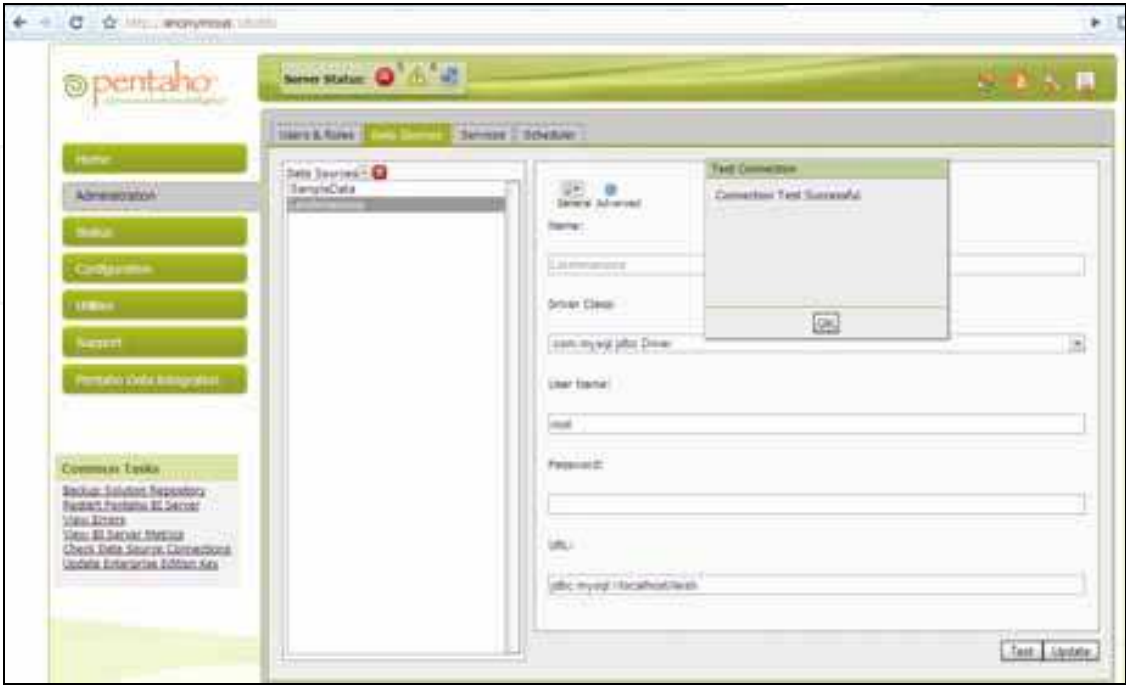 anonymous
pentaho
Server Status:
Users & Roles Data Sources Services Scheduler
Home
Administration
Status
Configuration
Utilities
Support
Pentaho Data Integration
Common Tasks
Backup Solution Repository
Restart Pentaho BI Server
View Errors
View BI Server Metrics
Check Data Source Connections
Update Enterprise Edition Key
Data Sources
SampleData
General Advanced
Name:
Driver Class:
com.mysql.jdbc.Driver
User Name:
root
Password:
URL:
Test Connection
Connection Test Successful
OK
Test Update